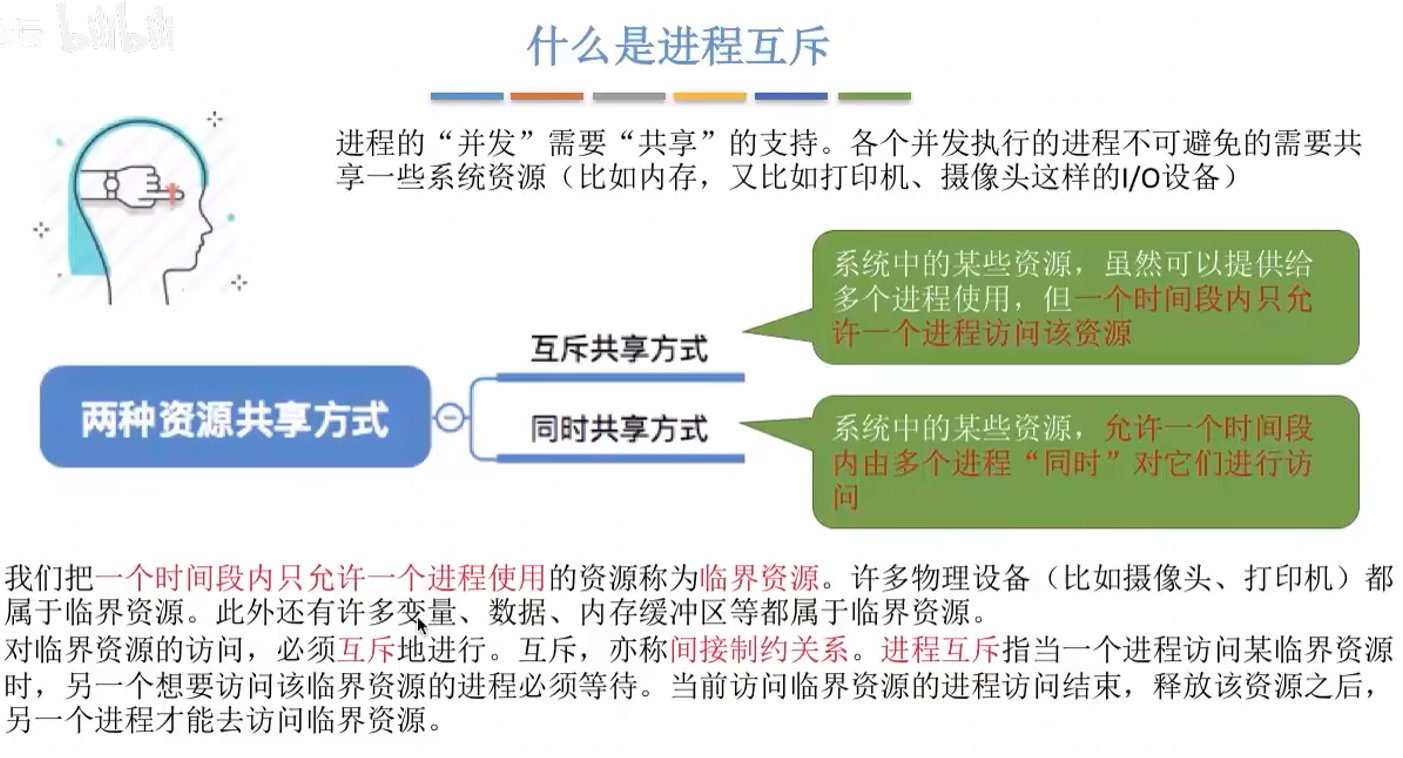 bilibili
什么是进程互斥
进程的“并发”需要“共享”的支持。各个并发执行的进程不可避免的需要共
享一些系统资源（比如内存，又比如打印机、摄像头这样的I/O设备）
系统中的某些资源，虽然可以提供给
多个进程使用，但一个时间段内只允
许一个进程访问该资源
互斥共享方式
两种资源共享方式
同时共享方式
系统中的某些资源，允许一个时间段
内由多个进程“同时”对它们进行访
问
我们把一个时间段内只允许一个进程使用的资源称为临界资源。许多物理设备（比如摄像头、打印机）都
属于临界资源。此外还有许多变量、数据、内存缓冲区等都属于临界资源。
对临界资源的访问，必须互斥地进行。互斥，亦称间接制约关系。进程互斥指当一个进程访问某临界资源
时，另一个想要访问该临界资源的进程必须等待。当前访问临界资源的进程访问结束，释放该资源之后，
另一个进程才能去访问临界资源。